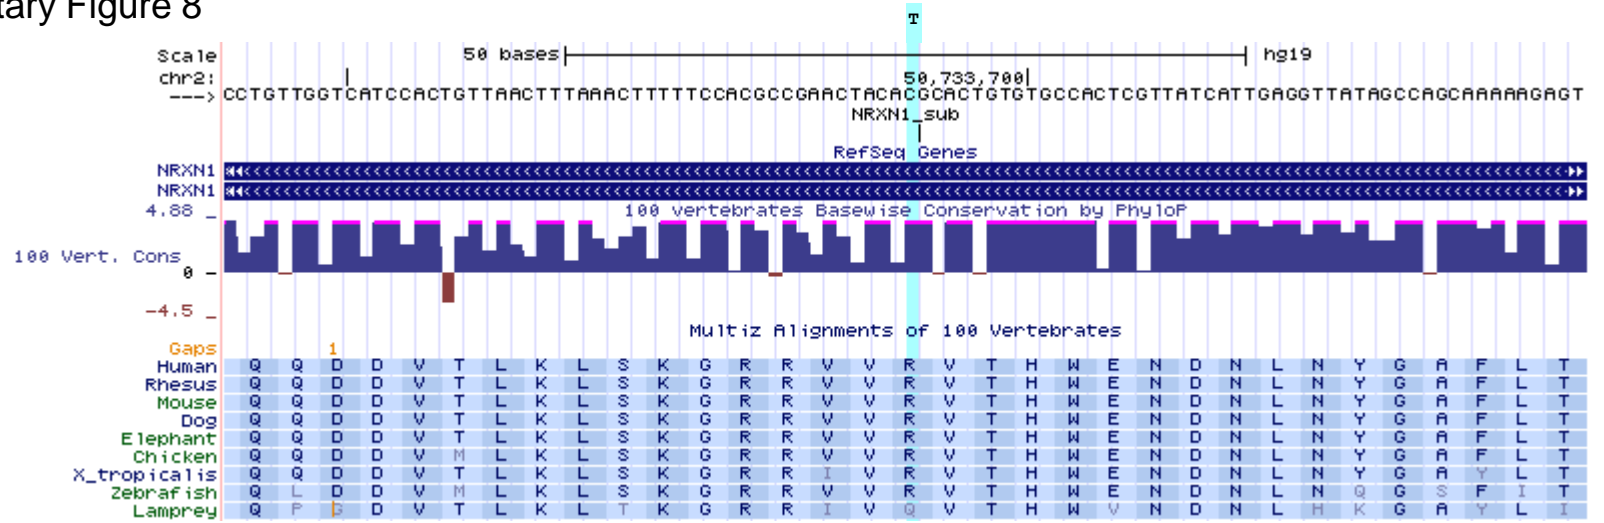 tary Figure 8
T
Scale 50 bases hg19
chr2: 50,733,700
---> CCTGTTGGTCATCCACTGTTAACTTTAAACTTTTTCCACGCCGAACTACACGCACTGTGTGCCACTCGTTATCATTGAGGTTATAGCCAGCAAAAAGAGT
NRXN1_sub
RefSeq Genes
NRXN1
NRXN1
4.88 _ 100 vertebrates Basewise Conservation by PhyloP
100 Vert. Cons
0 –
-4.5 _
Multiz Alignments of 100 Vertebrates
Gaps 1
Human Q Q D D V T L K L S K G R R V V R V T H W E N D N L N Y G A F L T
Rhesus Q Q D D V T L K L S K G R R V V R V T H W E N D N L N Y G A F L T
Mouse Q Q D D V T L K L S K G R R V V R V T H W E N D N L N Y G A F L T
Dog Q Q D D V T L K L S K G R R V V R V T H W E N D N L N Y G A F L T
Elephant Q Q D D V T L K L S K G R R V V R V T H W E N D N L N Y G A F L T
Chicken Q Q D D V M L K L S K G R R V V R V T H W E N D N L N Y G A F L T
X_tropicalis Q Q D D V T L K L S K G R R I V R V T H W E N D N L N Y G A Y L T
Zebrafish Q L D D V M L K L S K G R R V V R V T H W E N D N L N Q G S F I T
Lamprey Q P G D V T L K L T K G R R I V Q V T H W V N D N L H K G A Y L I